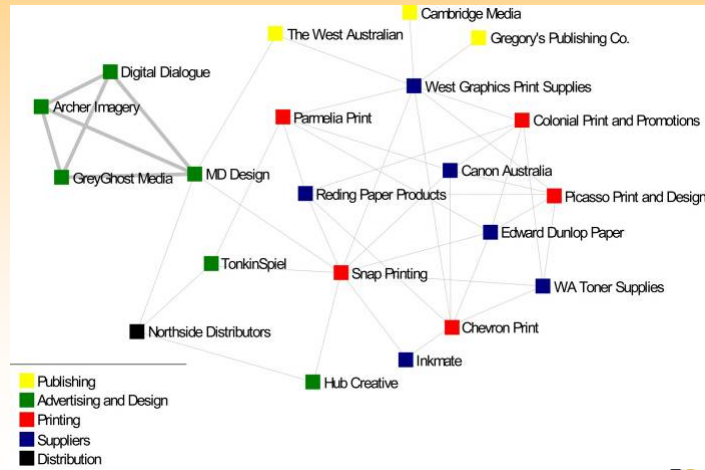 Cambridge Media
The West Australian
Gregory's Publishing Co.
Digital Dialogue
West Graphics Print Supplies
Archer Imagery
Parmelia Print
Colonial Print and Promotions
GreyGhost Media
MD Design
Canon Australia
Reding Paper Products
Picasso Print and Design
Edward Dunlop Paper
TonkinSpiel
Snap Printing
WA Toner Supplies
Northside Distributors
Chevron Print
Inkmate
Hub Creative
Publishing
Advertising and Design
Printing
Suppliers
Distribution